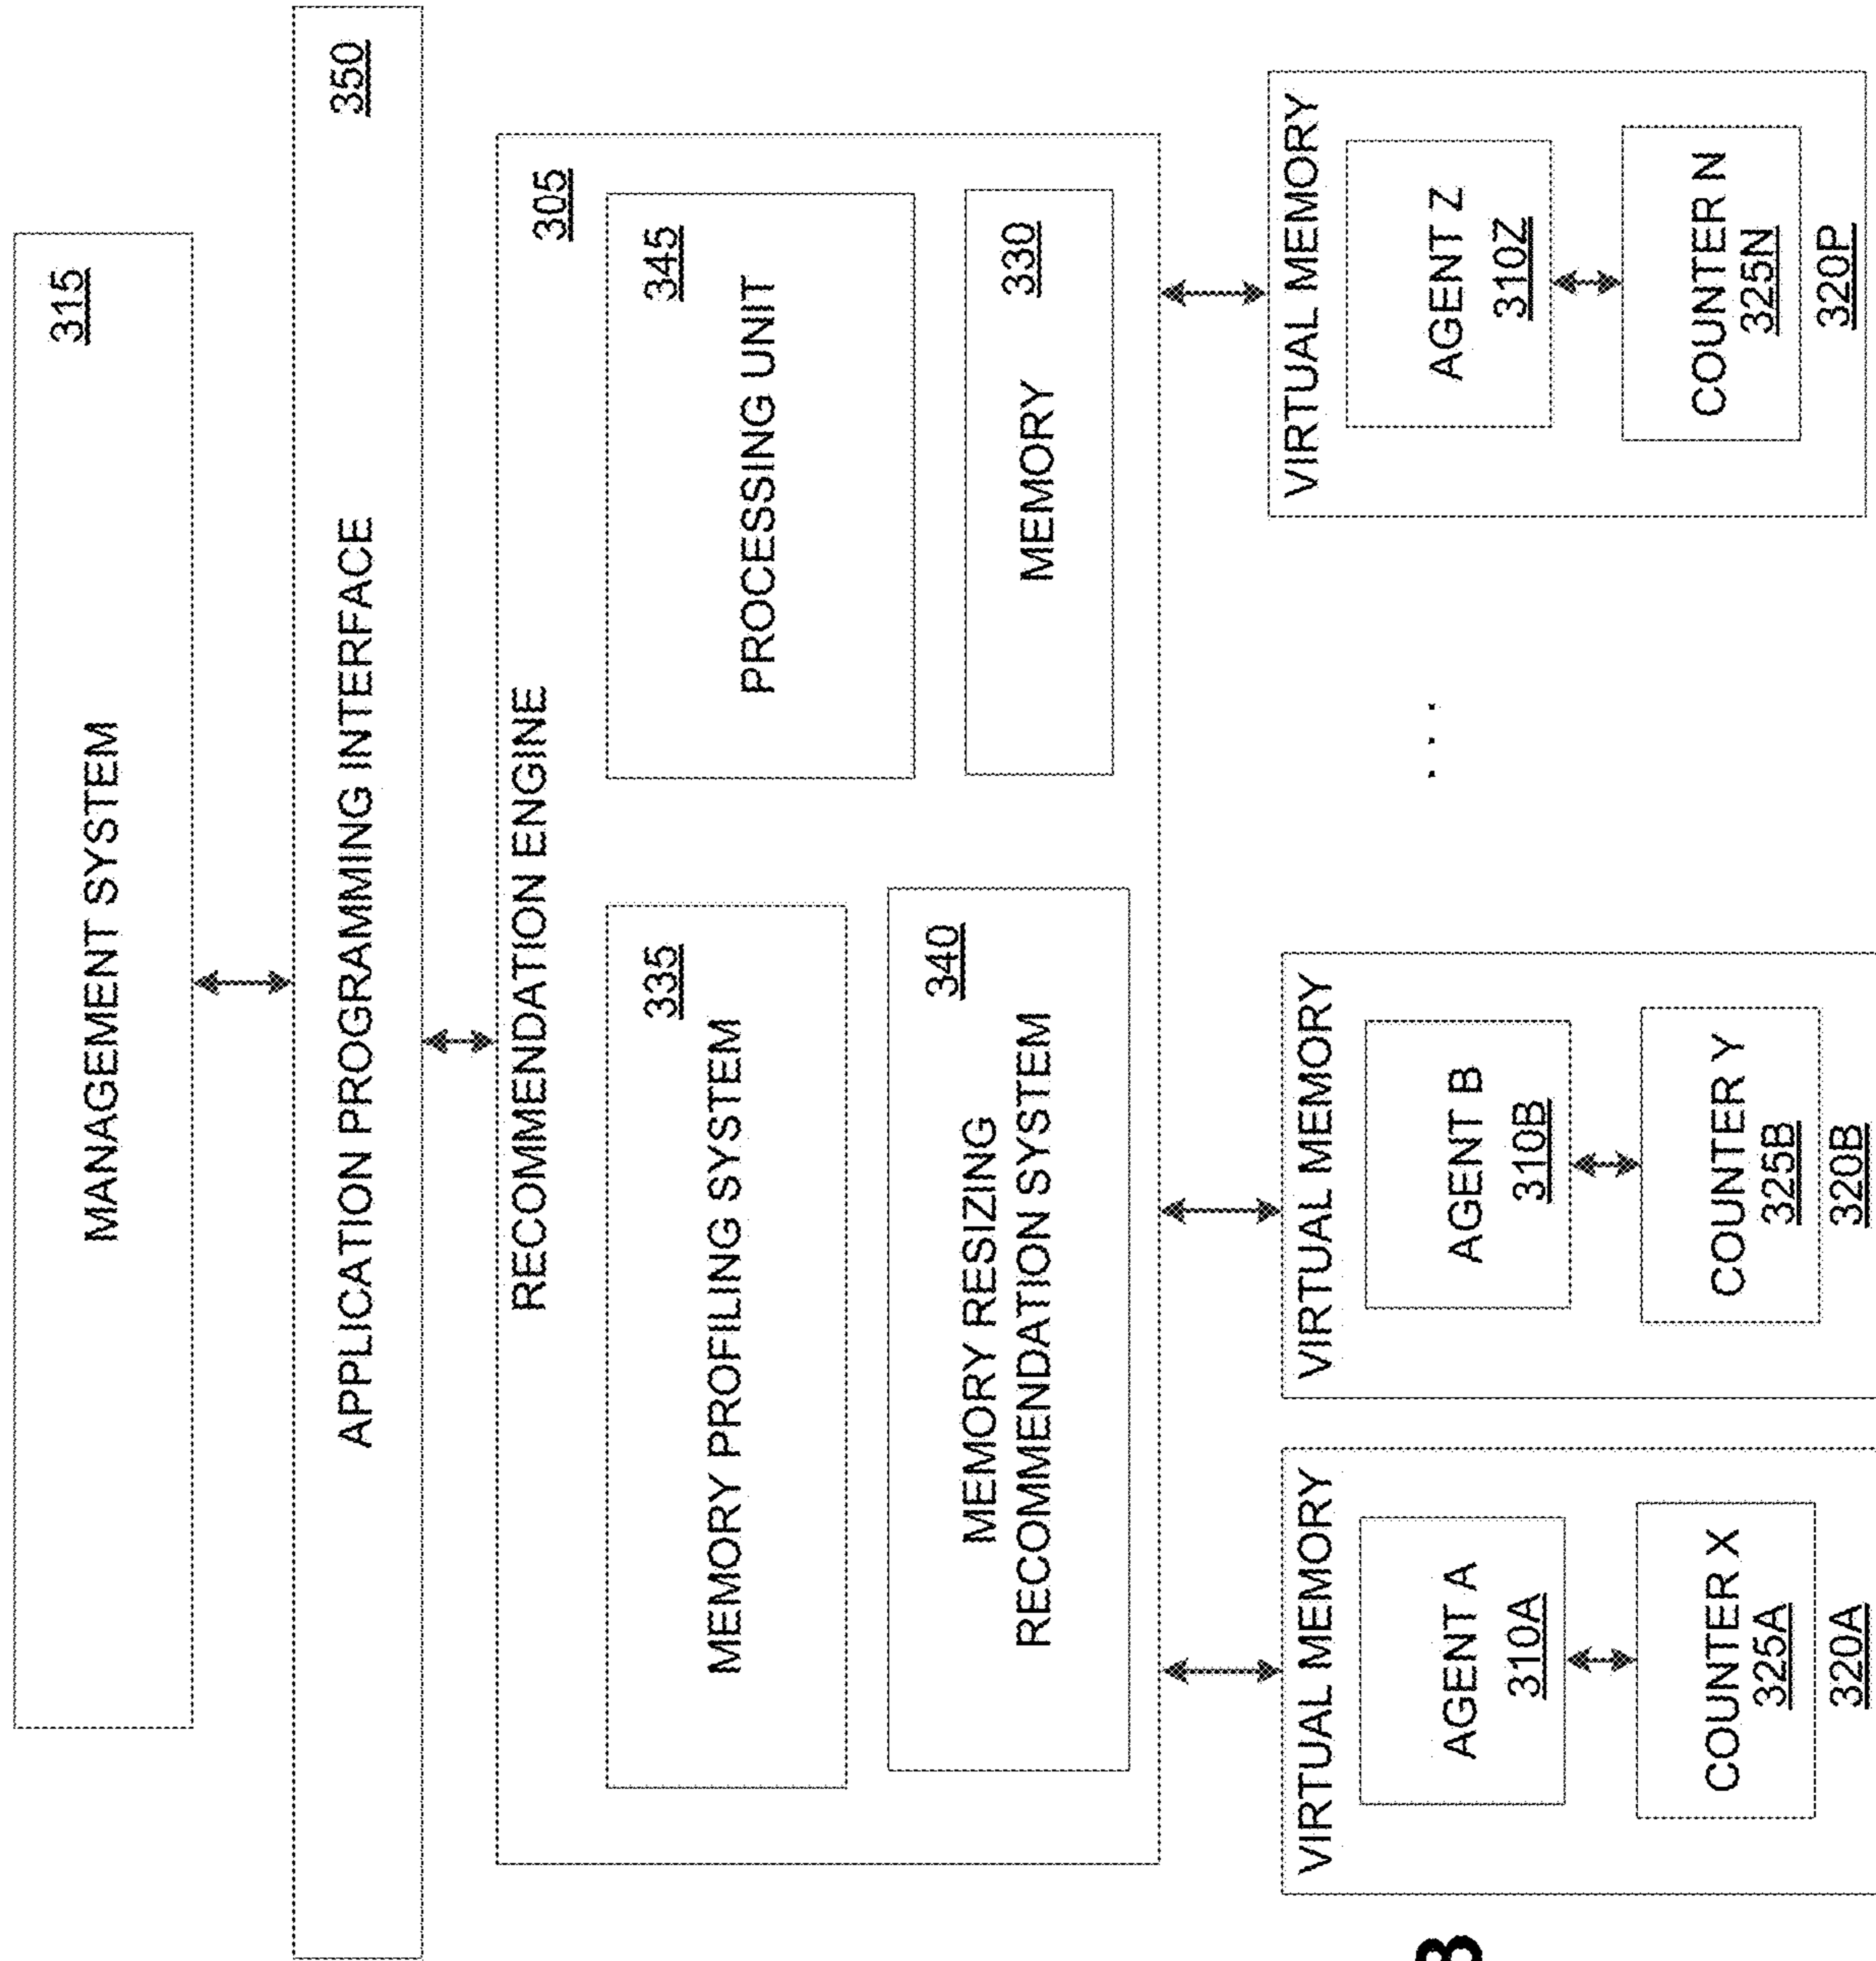 MANAGEMENT SYSTEM
315
APPLICATION PROGRAMMING INTERFACE
350
RECOMMENDATION ENGINE
305
MEMORY PROFILING SYSTEM
335
MEMORY RESIZING
RECOMMENDATION SYSTEM
340
PROCESSING UNIT
345
MEMORY
330
VIRTUAL MEMORY
AGENT A
310A
COUNTER X
325A
320A
VIRTUAL MEMORY
AGENT B
310B
COUNTER Y
325B
320B
. . .
VIRTUAL MEMORY
AGENT Z
310Z
COUNTER N
325N
320P
3